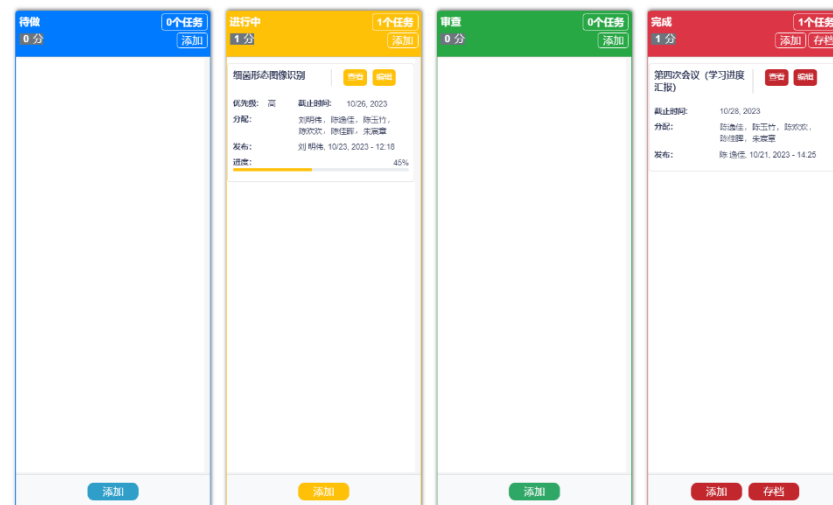 待做
0个任务
0 分
添加
添加
进行中
1个任务
1 分
添加
细菌形态图像识别
查看
编辑
优先级: 高
截止时间: 10/26, 2023
分配: 刘明伟, 陈逸佳, 陈玉竹,
陈欢欢, 陈佳晖, 朱宸章
发布: 刘 明伟, 10/23, 2023 - 12:18
进度: 45%
添加
审查
0个任务
0 分
添加
添加
完成
1个任务
1 分
添加
存档
第四次会议 (学习进度
汇报)
查看
编辑
截止时间: 10/28, 2023
分配: 陈逸佳, 陈玉竹, 陈欢欢,
陈佳晖, 朱宸章
发布: 陈 逸佳, 10/21, 2023 - 14:25
添加
存档